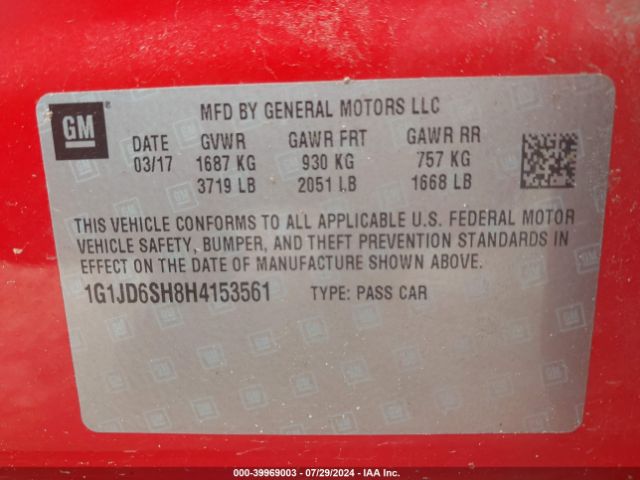 GM ®
MFD BY GENERAL MOTORS LLC
DATE GVWR GAWR FRT GAWR RR
03/17 1687 KG 930 KG 757 KG
3719 LB 2051 LB 1668 LB
THIS VEHICLE CONFORMS TO ALL APPLICABLE U.S. FEDERAL MOTOR
VEHICLE SAFETY, BUMPER, AND THEFT PREVENTION STANDARDS IN
EFFECT ON THE DATE OF MANUFACTURE SHOWN ABOVE.
1G1JD6SH8H4153561 TYPE: PASS CAR
000-39969003 / 07/29/2024 - IAA Inc.